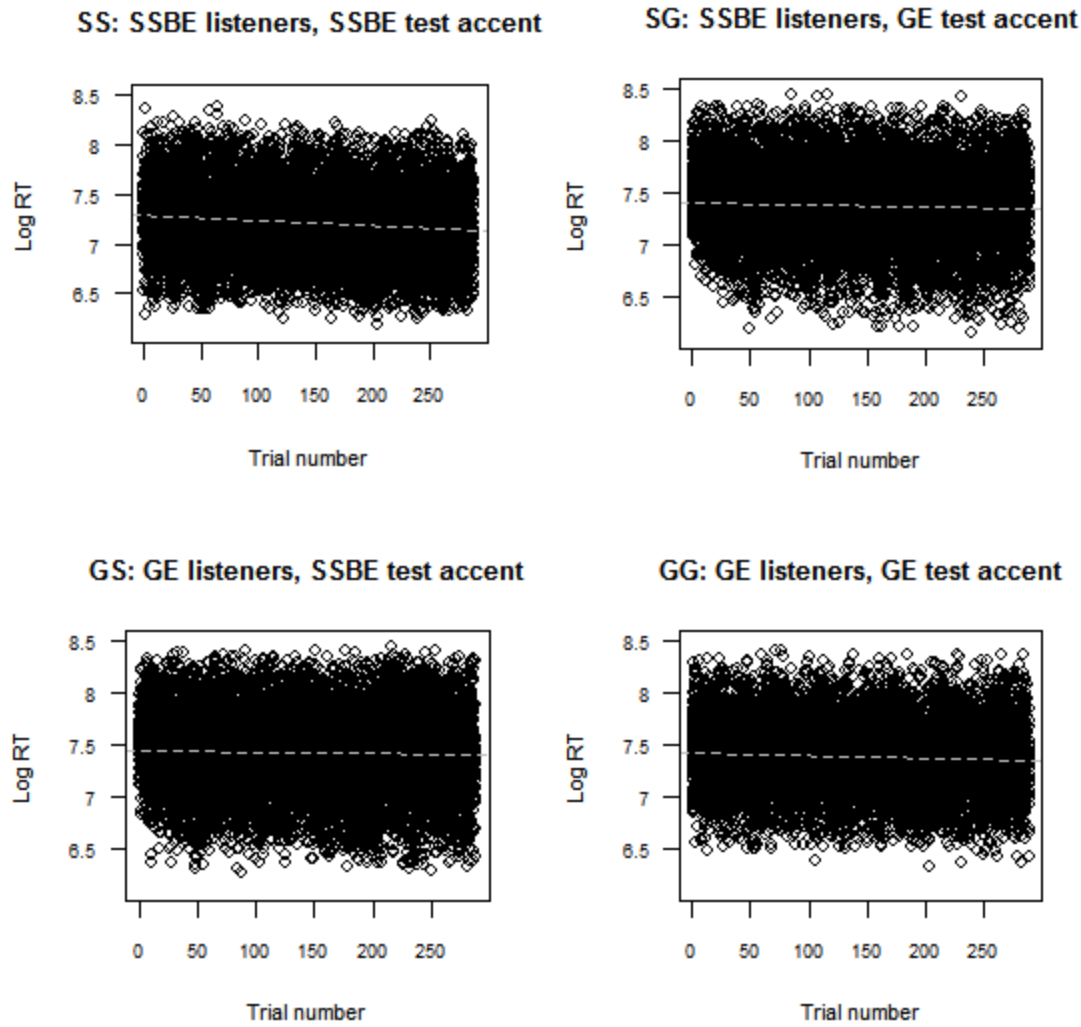 SS: SSBE listeners, SSBE test accent
8.5
8
7.5
7
6.5
Log RT
0 50 100 150 200 250
Trial number
SG: SSBE listeners, GE test accent
8.5
8
7.5
7
6.5
Log RT
0 50 100 150 200 250
Trial number
GS: GE listeners, SSBE test accent
8.5
8
7.5
7
6.5
Log RT
0 50 100 150 200 250
Trial number
GG: GE listeners, GE test accent
8.5
8
7.5
7
6.5
Log RT
0 50 100 150 200 250
Trial number